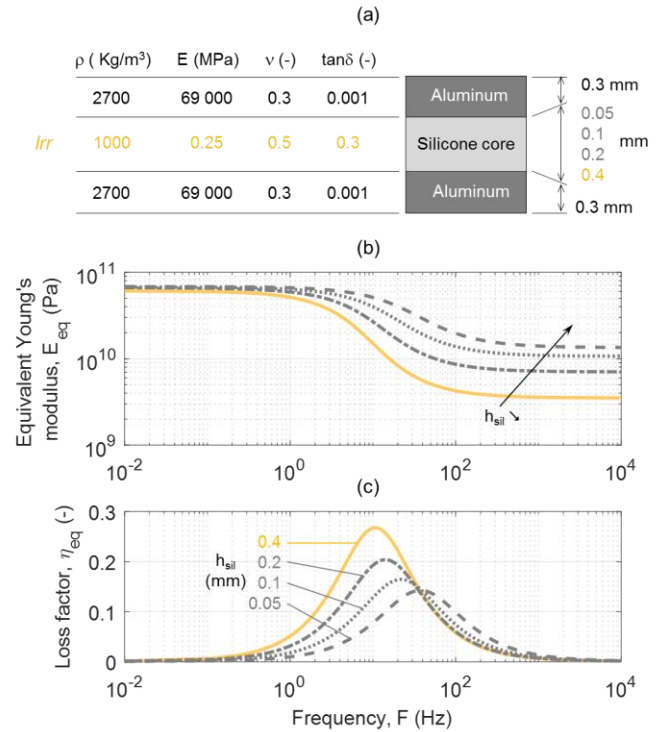 (a)
ρ ( Kg/m³) E (MPa) ν (-) tanδ (-)
2700 69 000 0.3 0.001
Irr 1000 0.25 0.5 0.3
2700 69 000 0.3 0.001
Aluminum
Silicone core
Aluminum
0.3 mm
0.05
0.1
0.2
0.4
mm
0.3 mm
(b)
Equivalent Young's
modulus, E_eq (Pa)
10¹¹
10¹⁰
10⁹
h_sil ↘
10⁻² 10⁰ 10² 10⁴
(c)
Loss factor, η_eq (-)
0.3
0.2
0.1
0
h_sil
(mm)
0.4
0.2
0.1
0.05
10⁻² 10⁰ 10² 10⁴
Frequency, F (Hz)